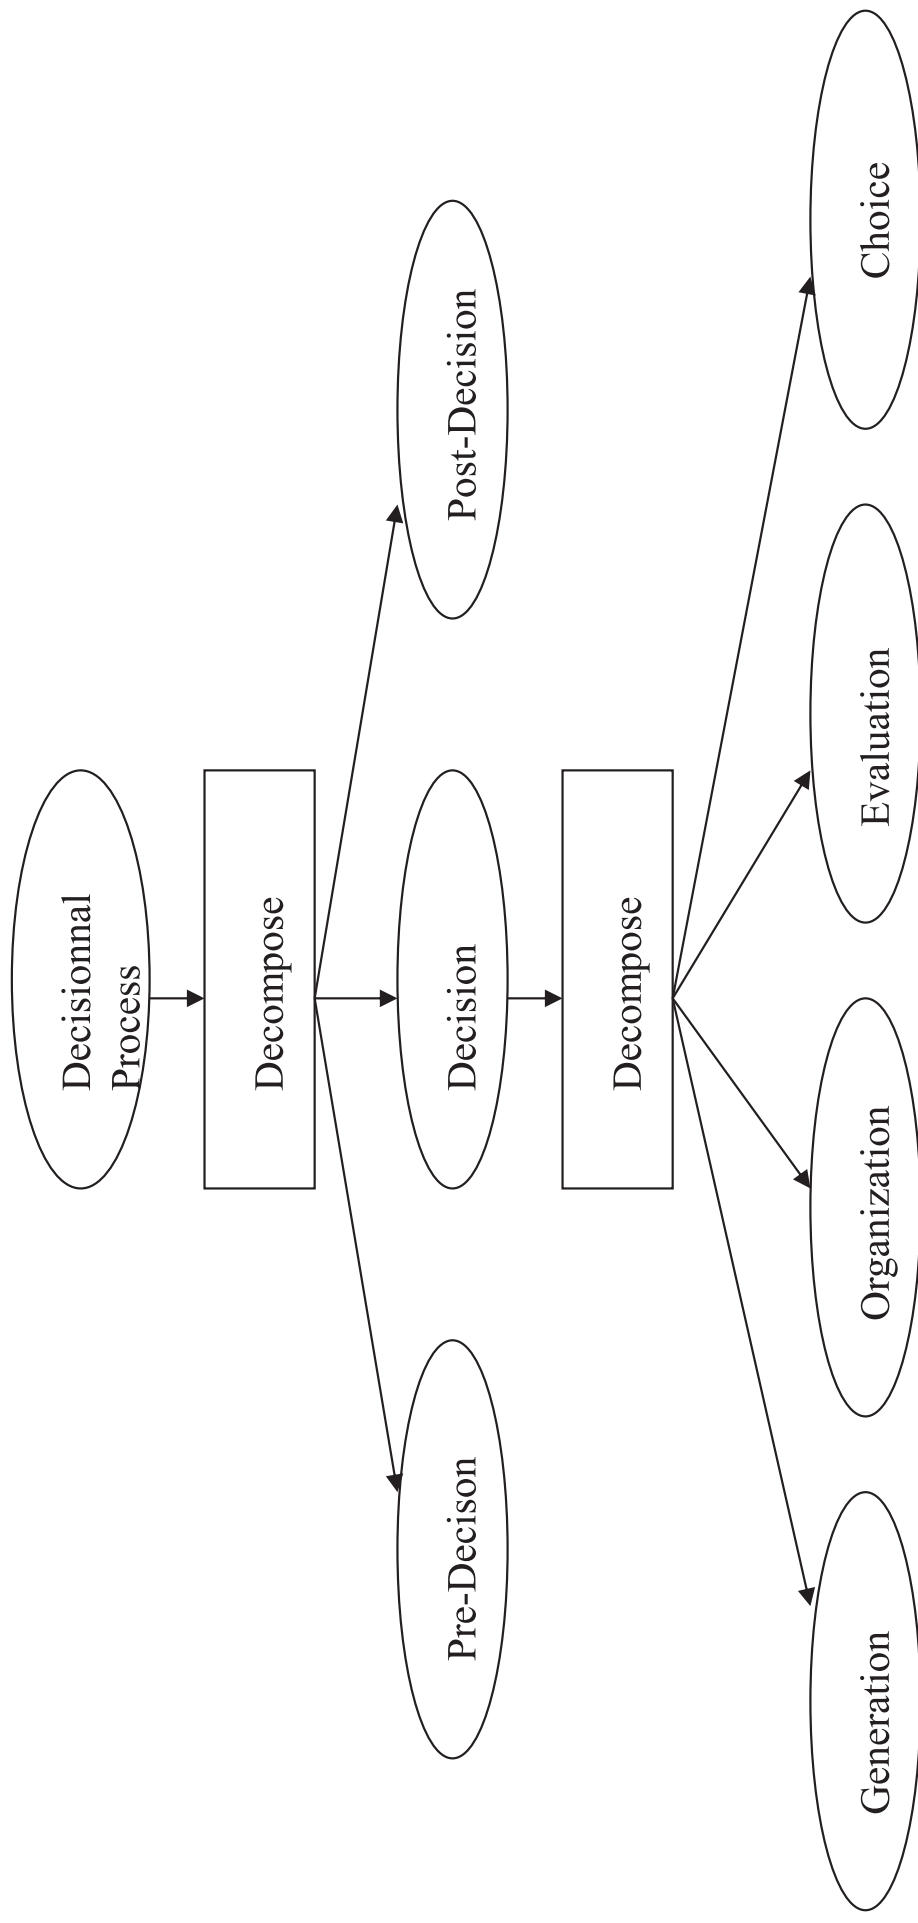 Decisionnal
Process
Decompose
Pre-Decison
Decision
Post-Decision
Decompose
Generation
Organization
Evaluation
Choice